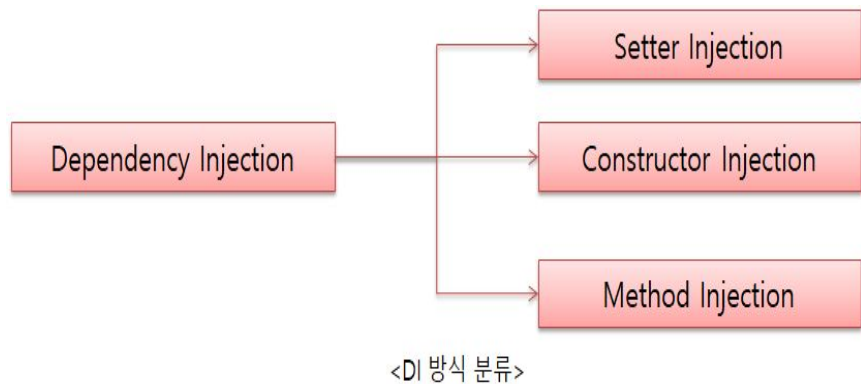 Setter Injection
Dependency Injection
Constructor Injection
Method Injection
<DI 방식 분류>